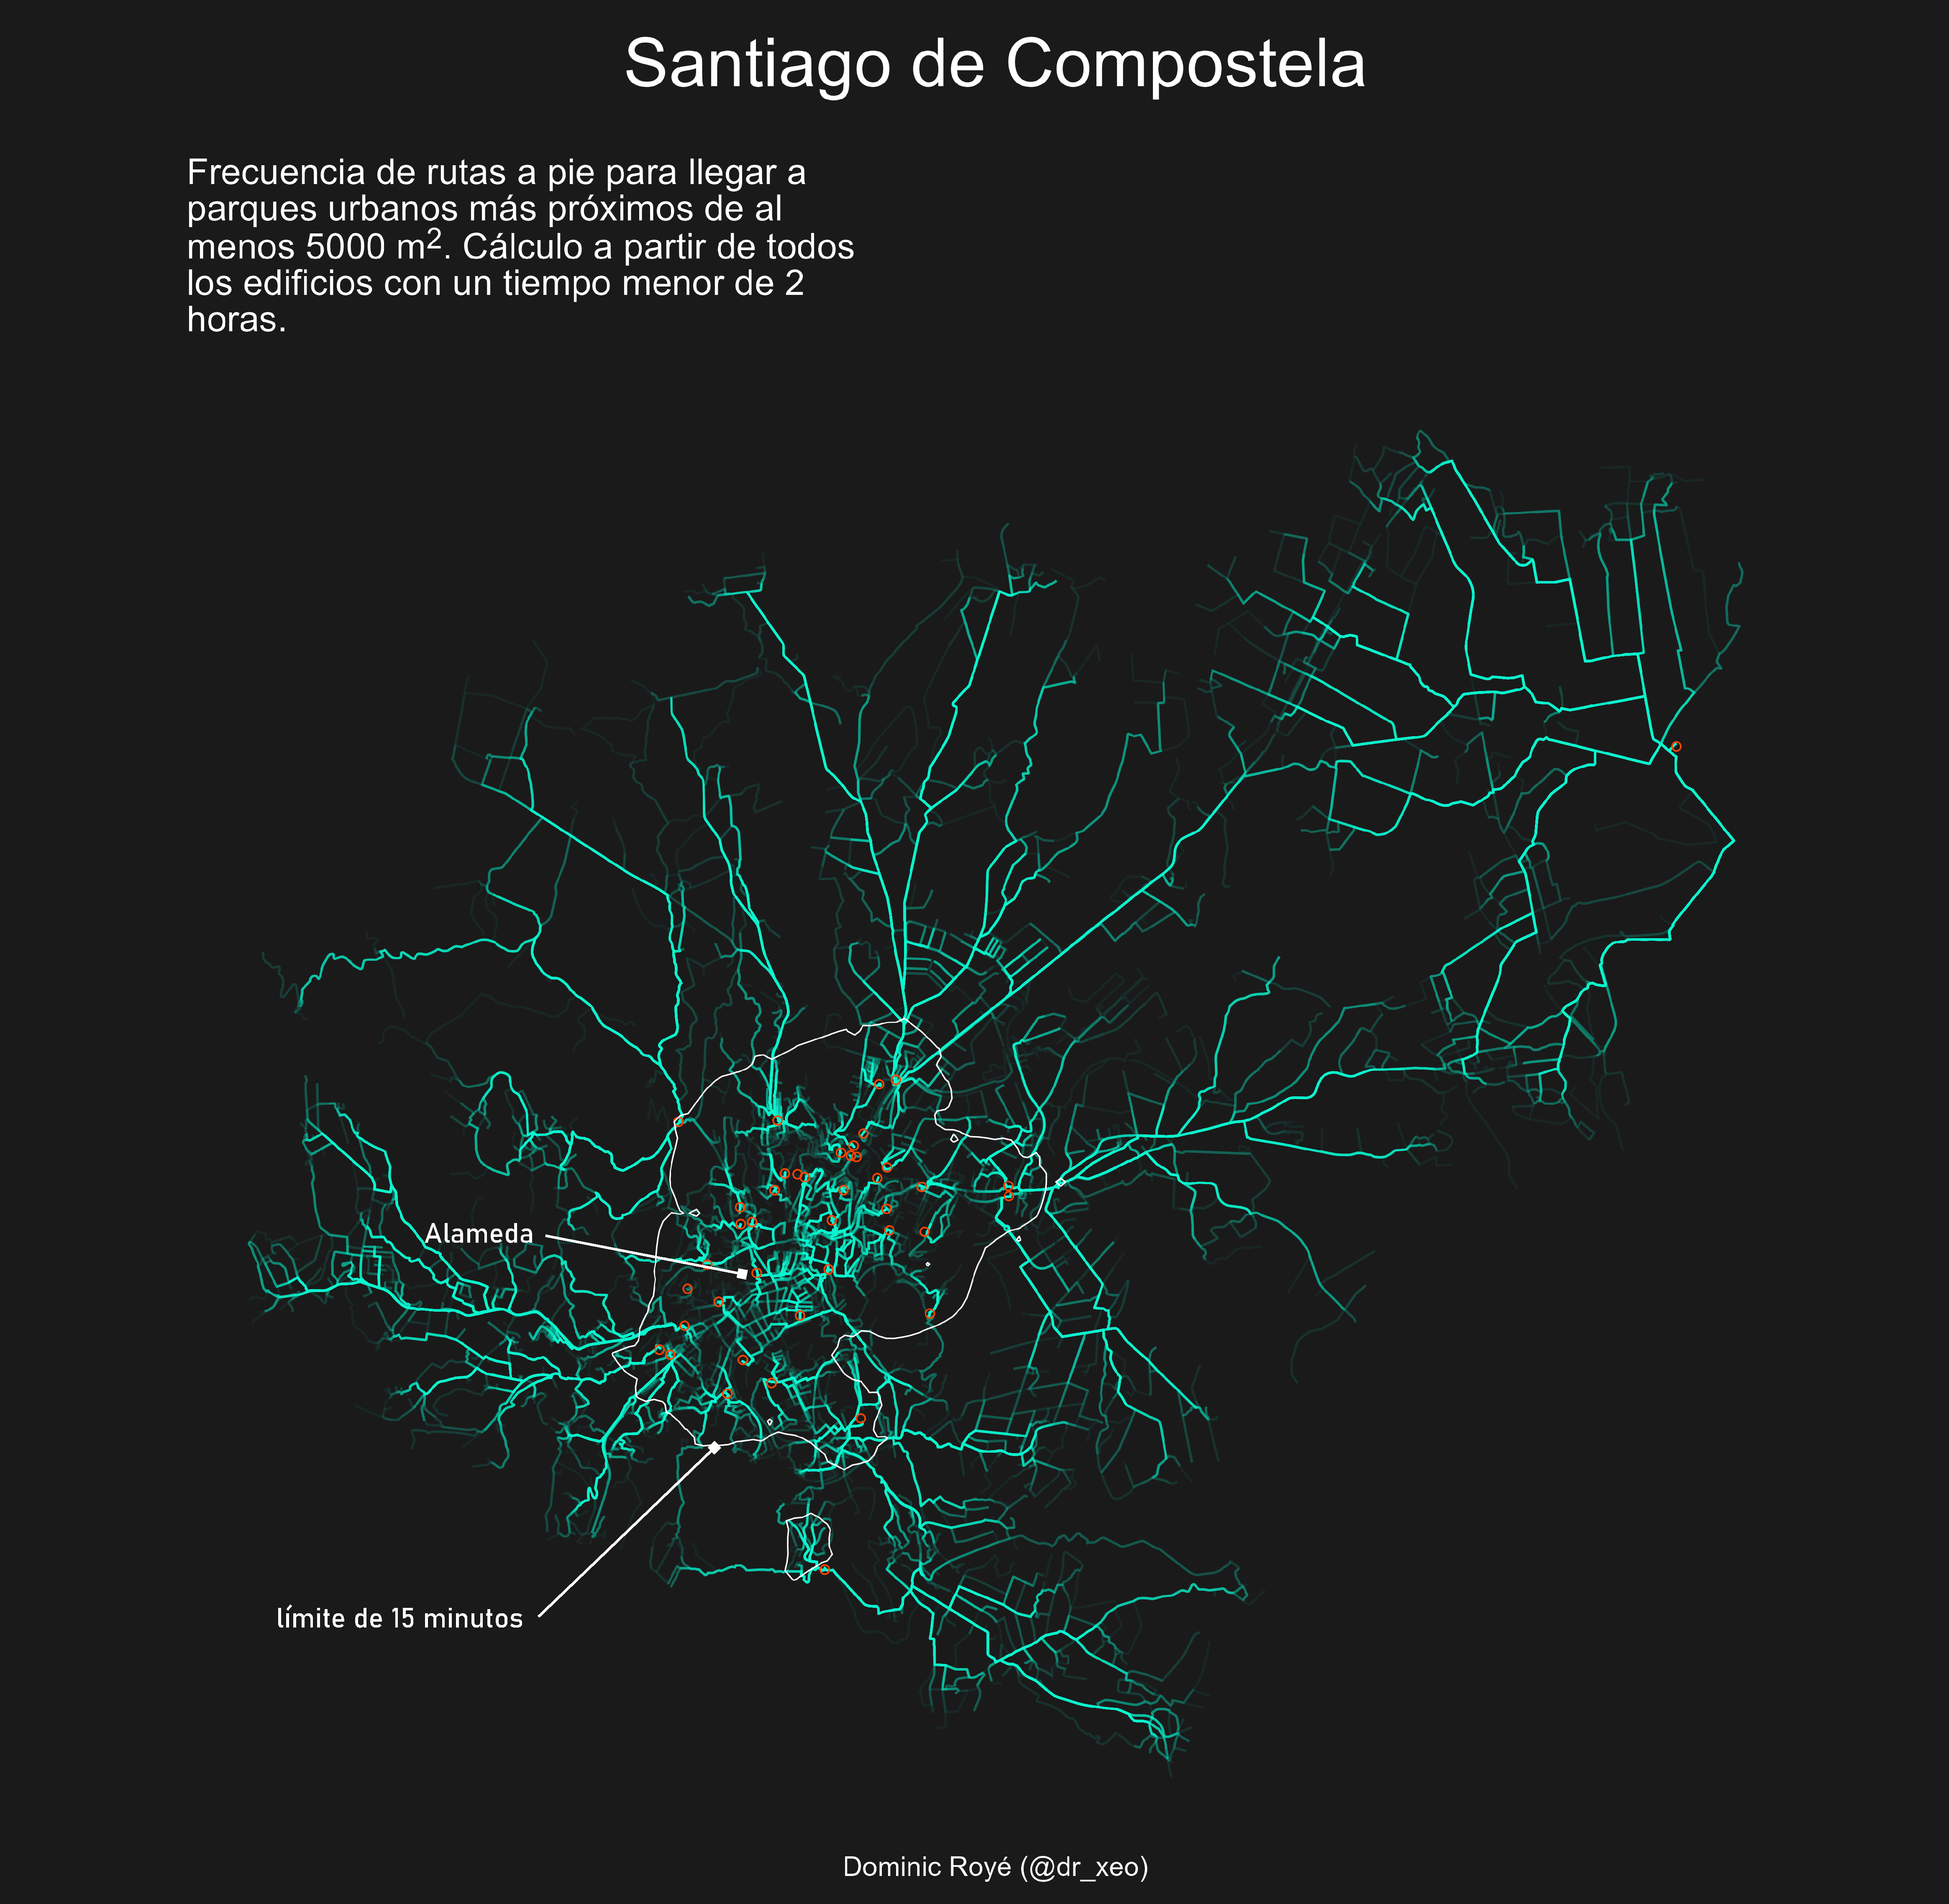 Santiago de Compostela
Frecuencia de rutas a pie para llegar a
parques urbanos más próximos de al
menos 5000 m². Cálculo a partir de todos
los edificios con un tiempo menor de 2
horas.
Alameda
límite de 15 minutos
Dominic Royé (@dr_xeo)